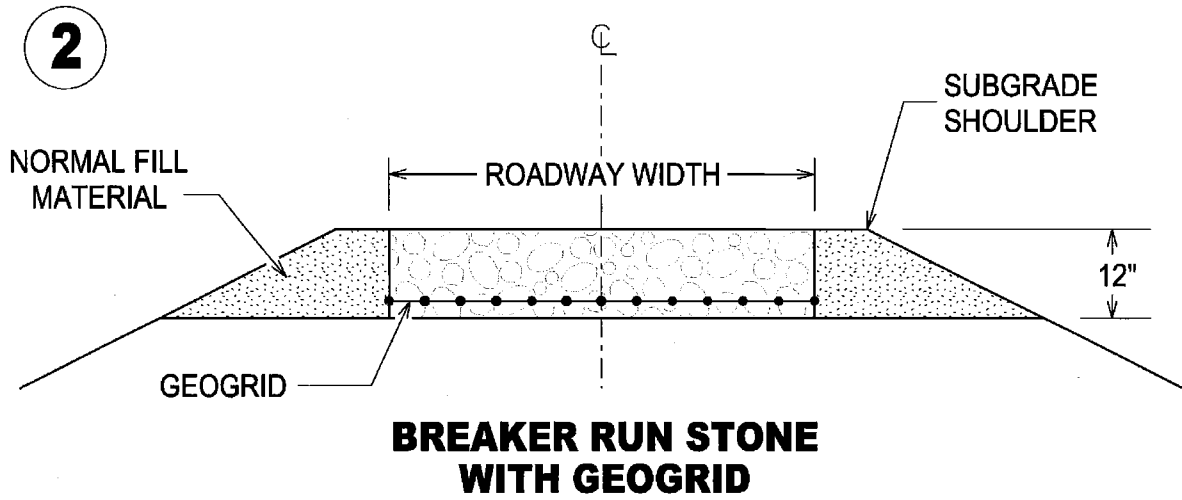 2
℄
SUBGRADE
SHOULDER
NORMAL FILL
MATERIAL
ROADWAY WIDTH
12"
GEOGRID
BREAKER RUN STONE
WITH GEOGRID